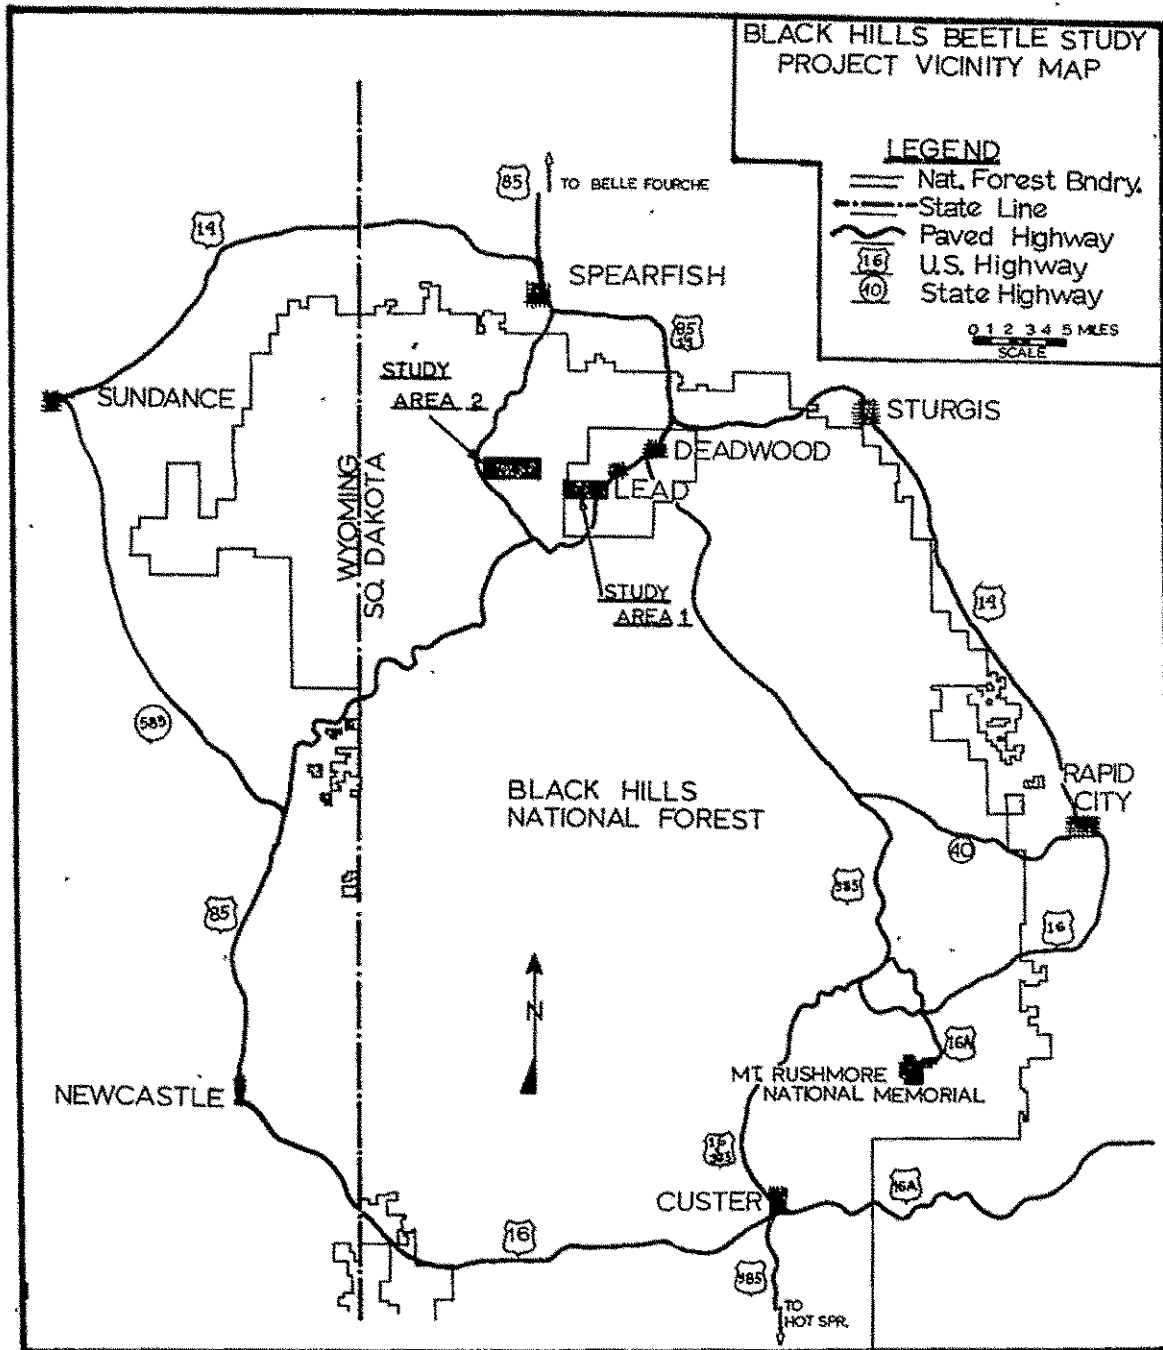 BLACK HILLS BEETLE STUDY
PROJECT VICINITY MAP
LEGEND
Nat. Forest Bndry.
State Line
Paved Highway
16 U.S. Highway
40 State Highway
0 1 2 3 4 5 MILES
SCALE
85
TO BELLE FOURCHE
14
SPEARFISH
85
14
STUDY
AREA 2
SUNDANCE
STURGIS
DEADWOOD
LEAD
WYOMING
SO. DAKOTA
STUDY
AREA 1
14
585
RAPID
CITY
BLACK HILLS
NATIONAL FOREST
40
385
85
16
N
16A
MT. RUSHMORE
NATIONAL MEMORIAL
NEWCASTLE
16
385
CUSTER
16A
16
385
TO
HOT SPR.